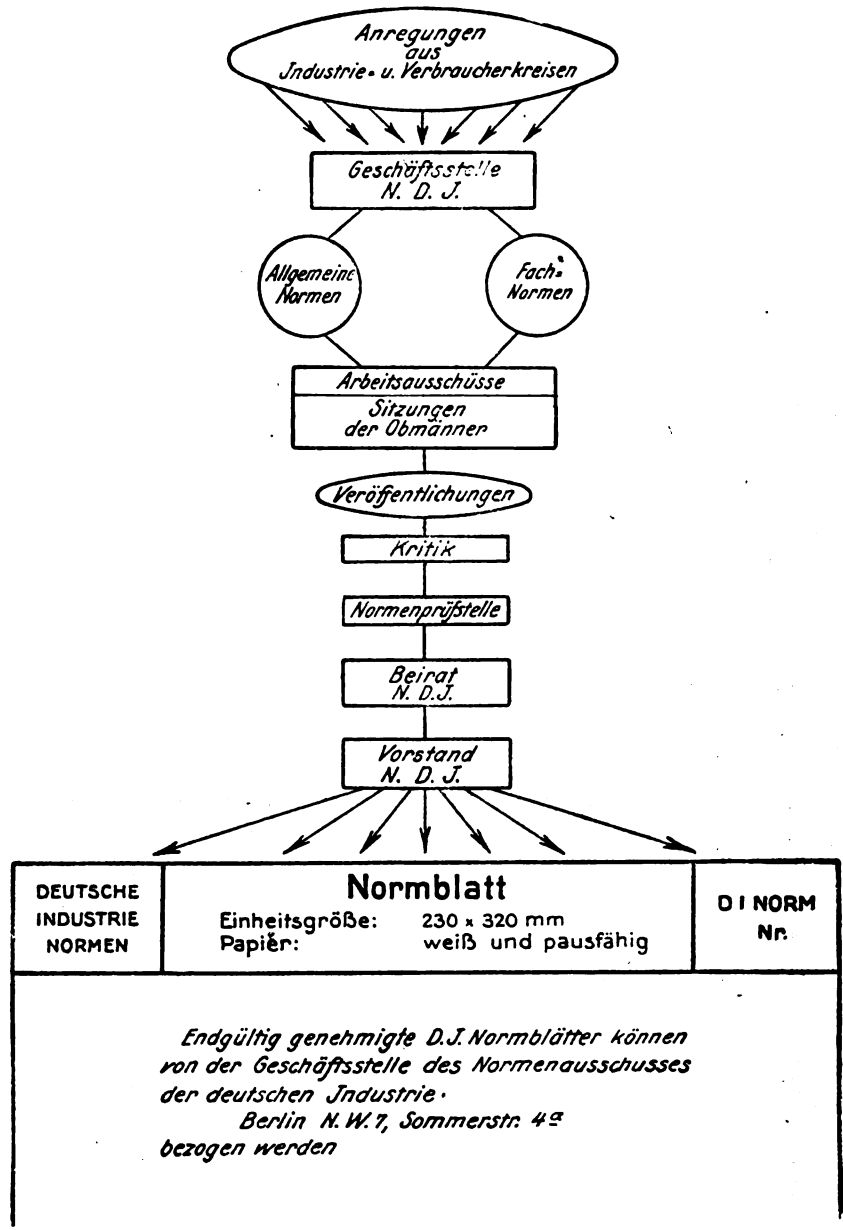 Anregungen
aus
Jndustrie- u. Verbraucherkreisen
Geschäftsstelle
N. D. J.
Allgemeine
Normen
Fach-
Normen
Arbeitsausschüsse
Sitzungen
der Obmänner
Veröffentlichungen
Kritik
Normenprüfstelle
Beirat
N. D. J.
Vorstand
N. D. J.
DEUTSCHE
INDUSTRIE
NORMEN
Normblatt
Einheitsgröße: 230 x 320 mm
Papier: weiß und pausfähig
D I NORM
Nr.
Endgültig genehmigte D.J. Normblätter können
von der Geschäftsstelle des Normenausschusses
der deutschen Jndustrie.
Berlin N. W. 7, Sommerstr. 4a
bezogen werden